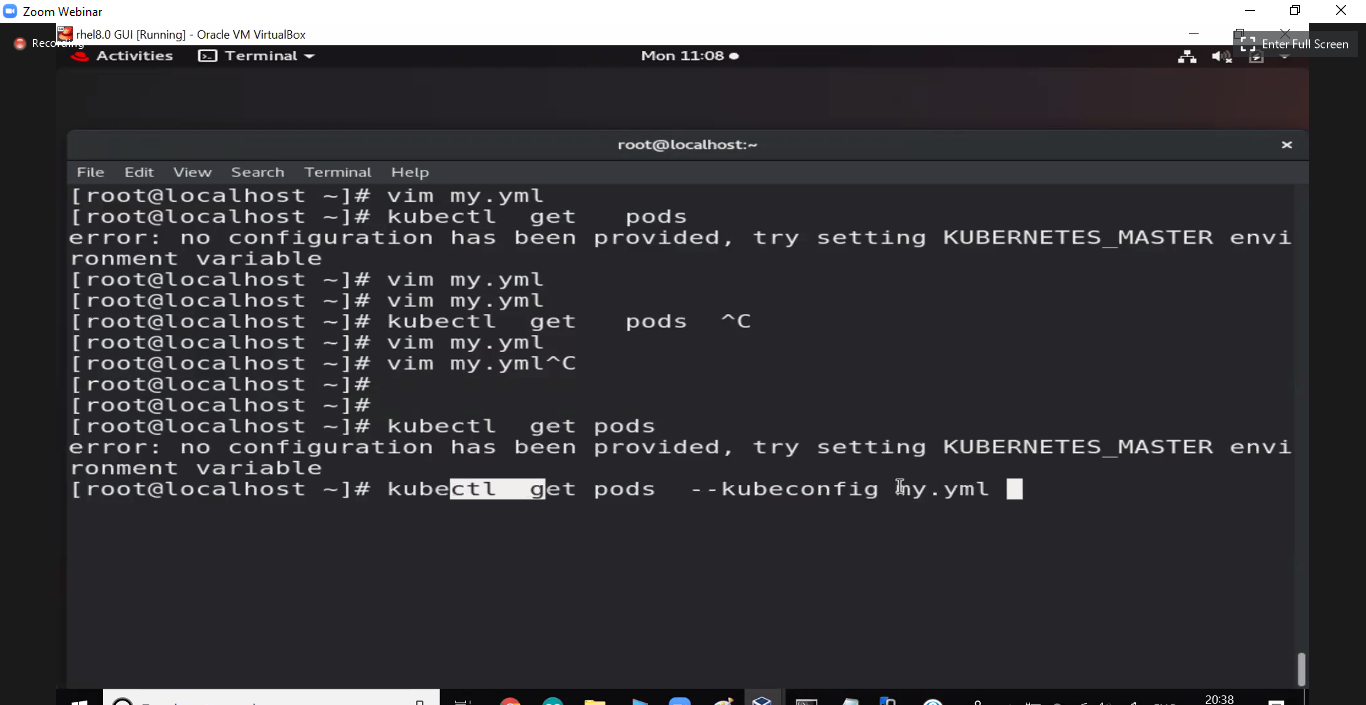 Zoom Webinar
rhel8.0 GUI [Running] - Oracle VM VirtualBox
Recording
Enter Full Screen
Activities Terminal Mon 11:08
root@localhost:~
File Edit View Search Terminal Help
[root@localhost ~]# vim my.yml
[root@localhost ~]# kubectl  get   pods
error: no configuration has been provided, try setting KUBERNETES_MASTER envi
ronment variable
[root@localhost ~]# vim my.yml
[root@localhost ~]# vim my.yml
[root@localhost ~]# kubectl  get   pods  ^C
[root@localhost ~]# vim my.yml
[root@localhost ~]# vim my.yml^C
[root@localhost ~]#
[root@localhost ~]#
[root@localhost ~]# kubectl  get pods
error: no configuration has been provided, try setting KUBERNETES_MASTER envi
ronment variable
[root@localhost ~]# kubectl  get pods  --kubeconfig my.yml
20:38